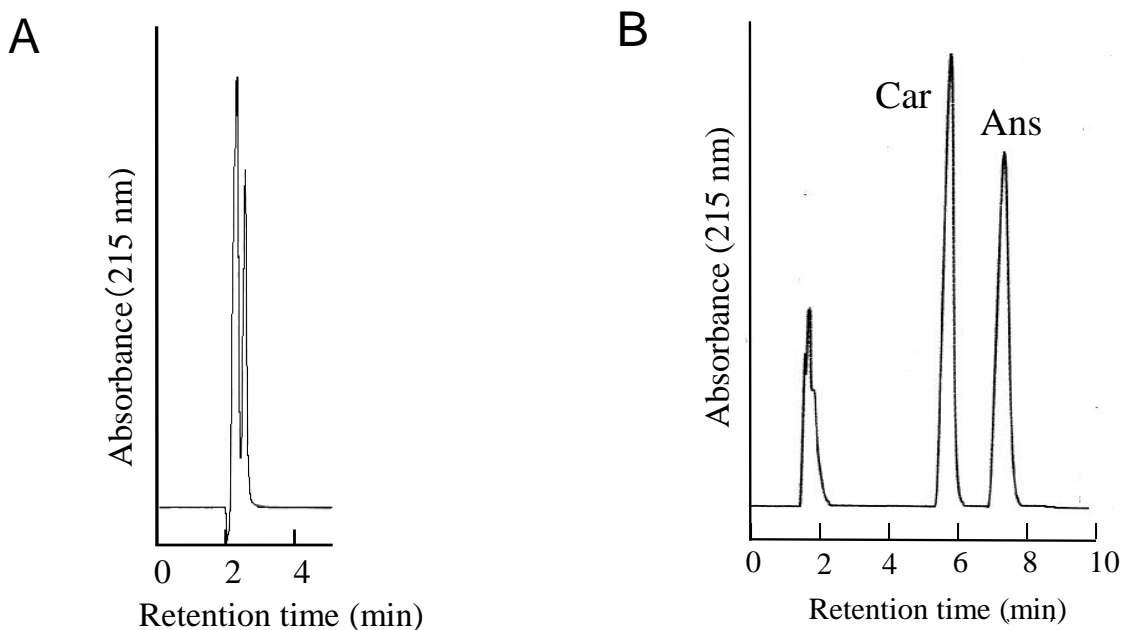 A
Absorbance(215 nm)
0 2 4
Retention time (min)
B
Car
Ans
Absorbance (215 nm)
0 2 4 6 8 10
Retention time (min)